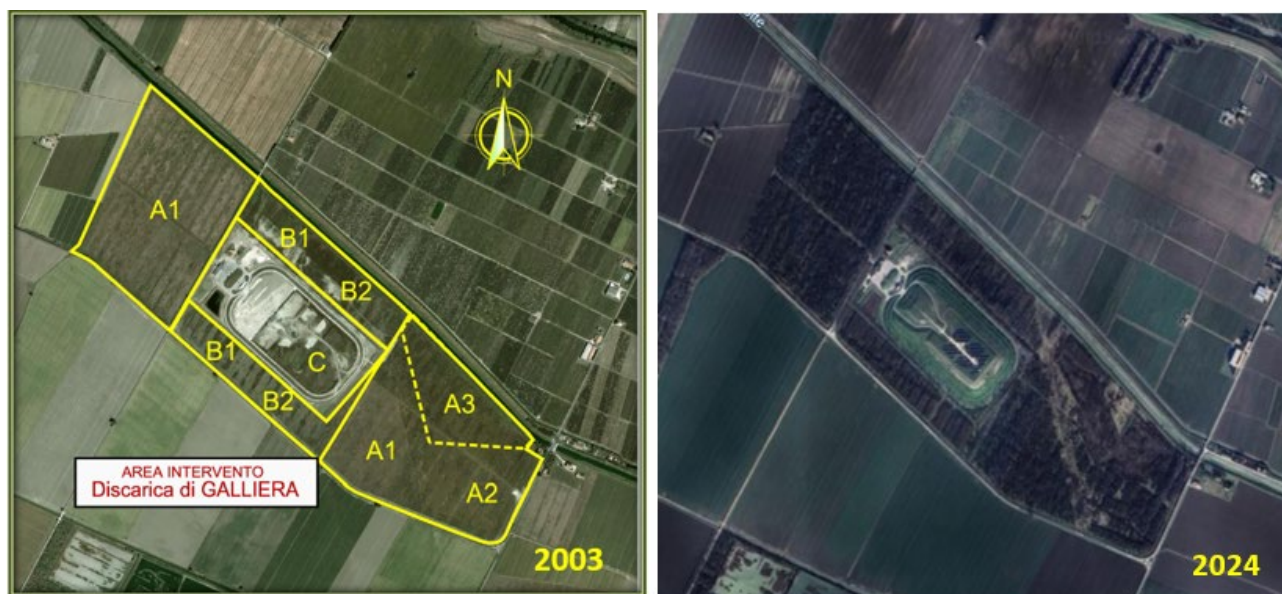 N
A1
B1
B2
B1
C
B2
A3
A1
A2
AREA INTERVENTO
Discarica di GALLIERA
2003
2024